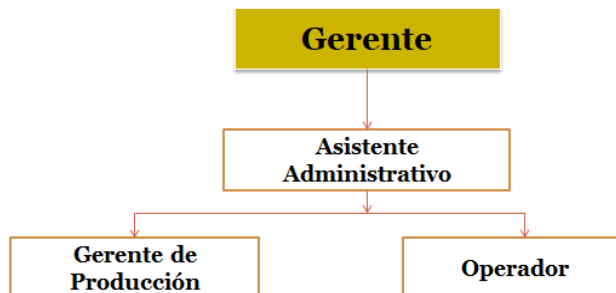 Gerente
Asistente
Administrativo
Gerente de
Producción
Operador